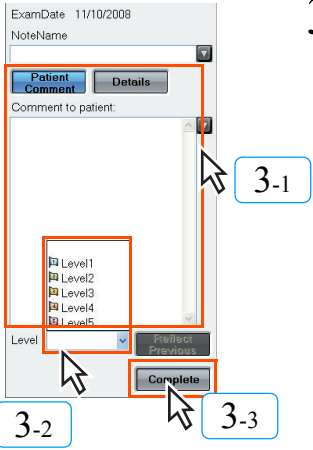 ExamDate 11/10/2008
NoteName
Patient Comment
Details
Comment to patient:
3-1
Level1
Level2
Level3
Level4
Level5
Level
Reflect Previous
Complete
3-2
3-3